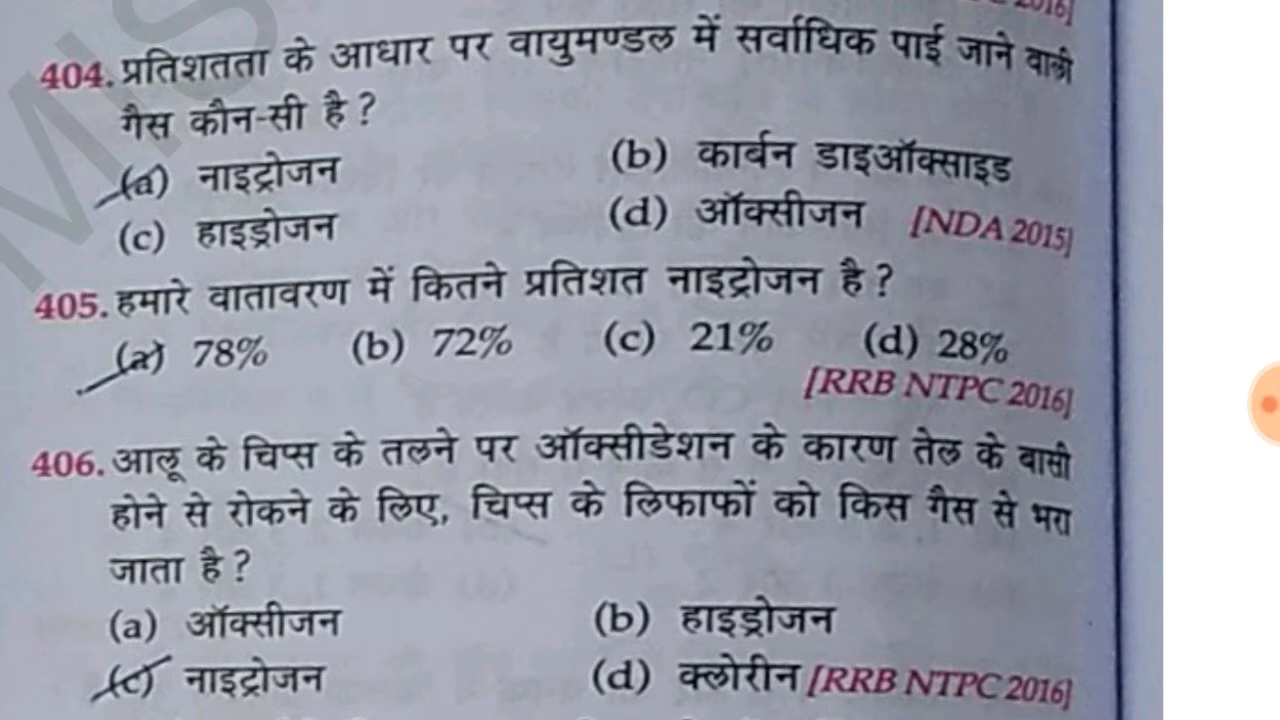 2016]
404. प्रतिशतता के आधार पर वायुमण्डल में सर्वाधिक पाई जाने वाली
गैस कौन-सी है ?
(a) नाइट्रोजन (b) कार्बन डाइऑक्साइड
(c) हाइड्रोजन (d) ऑक्सीजन [NDA 2015]
405. हमारे वातावरण में कितने प्रतिशत नाइट्रोजन है ?
(a) 78% (b) 72% (c) 21% (d) 28%
[RRB NTPC 2016]
406. आलू के चिप्स के तलने पर ऑक्सीडेशन के कारण तेल के बासी
होने से रोकने के लिए, चिप्स के लिफाफों को किस गैस से भरा
जाता है ?
(a) ऑक्सीजन (b) हाइड्रोजन
(c) नाइट्रोजन (d) क्लोरीन [RRB NTPC 2016]